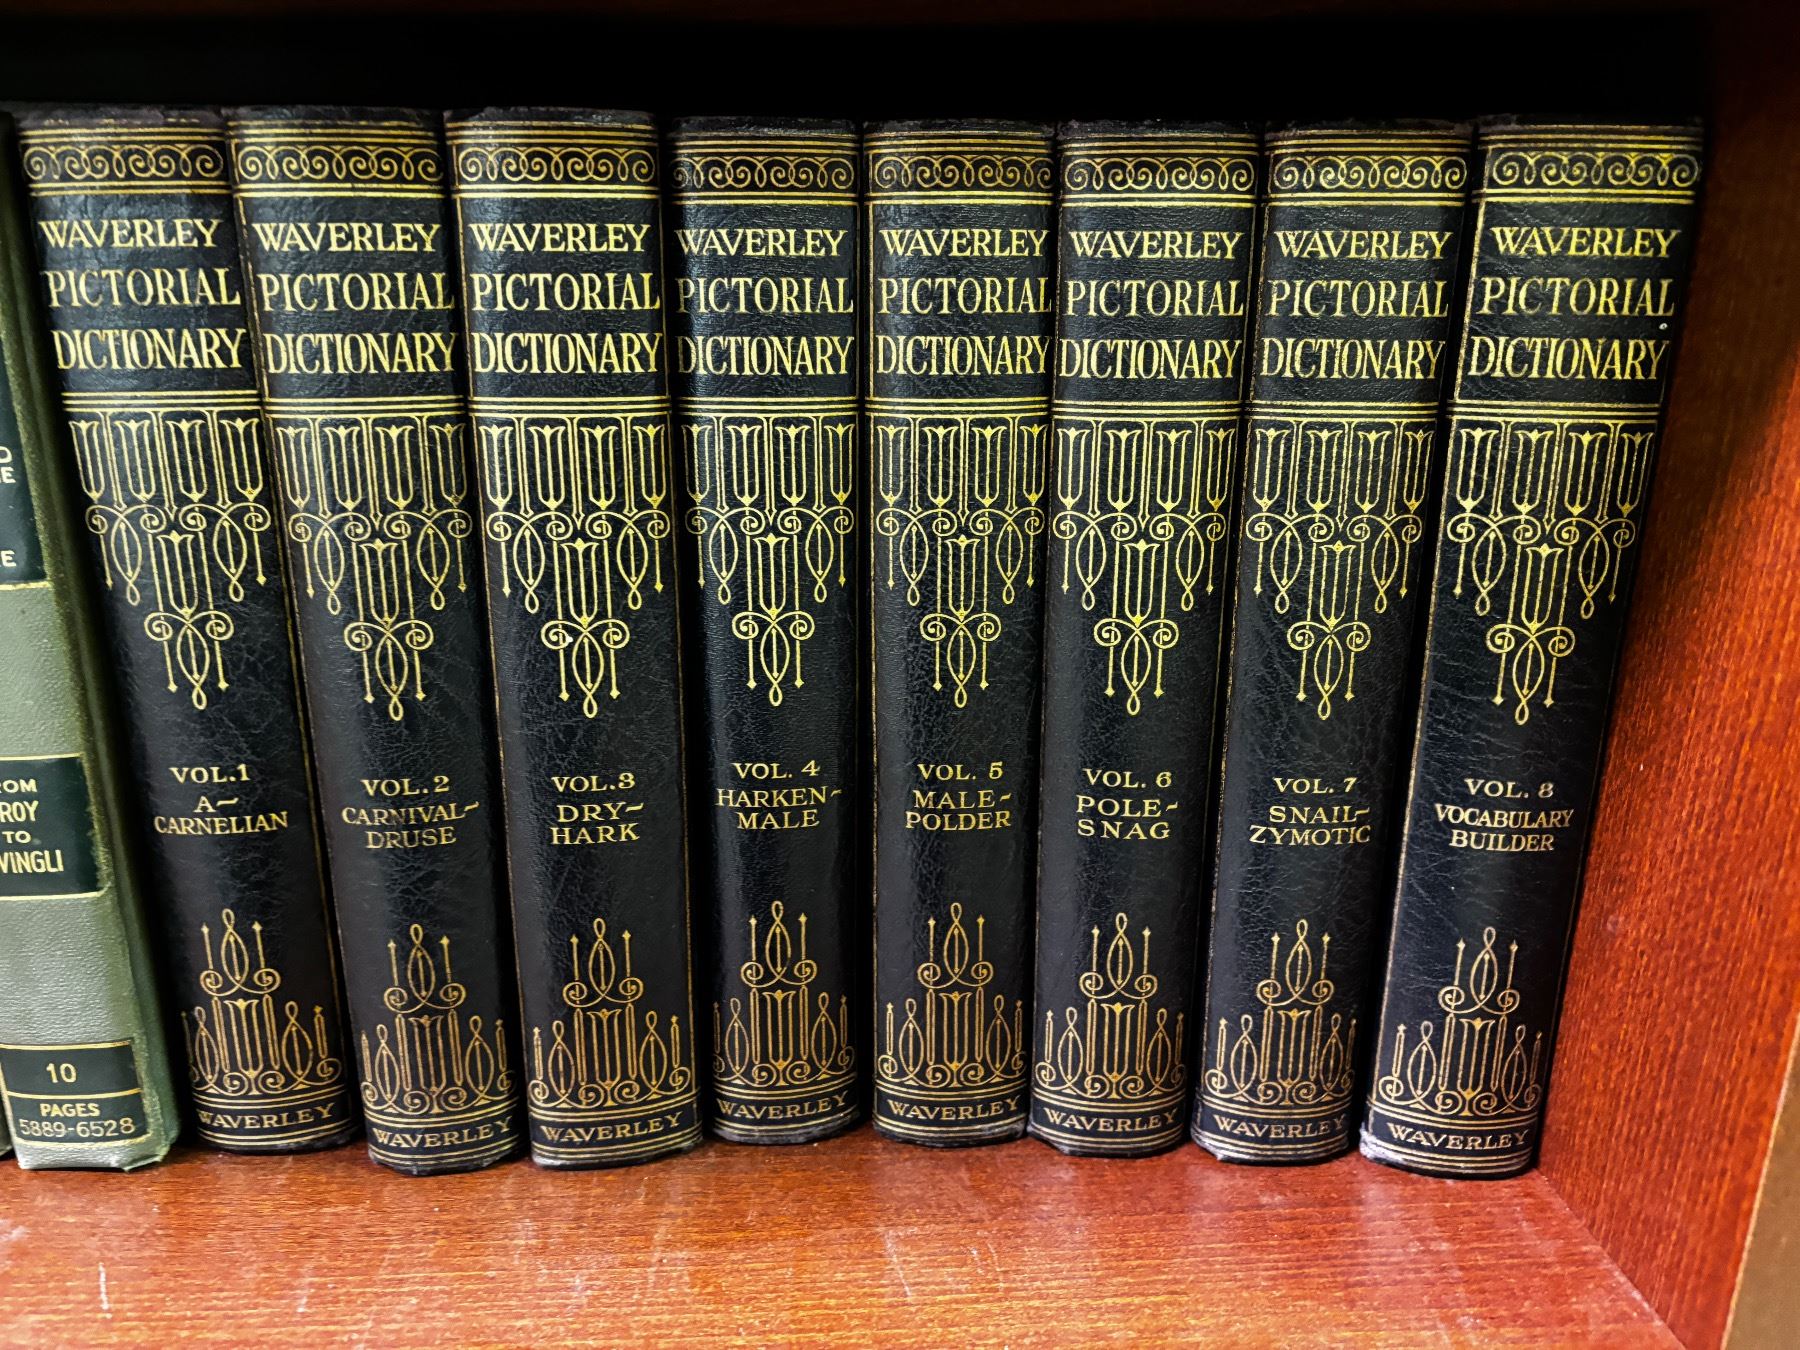 10
PAGES
5889-6528
WAVERLEY
PICTORIAL
DICTIONARY
VOL.1
A~
CARNELIAN
WAVERLEY
WAVERLEY
PICTORIAL
DICTIONARY
VOL.2
CARNIVAL~
DRUSE
WAVERLEY
WAVERLEY
PICTORIAL
DICTIONARY
VOL.3
DRY~
HARK
WAVERLEY
WAVERLEY
PICTORIAL
DICTIONARY
VOL. 4
HARKEN~
MALE
WAVERLEY
WAVERLEY
PICTORIAL
DICTIONARY
VOL. 5
MALE~
POLDER
WAVERLEY
WAVERLEY
PICTORIAL
DICTIONARY
VOL. 6
POLE~
SNAG
WAVERLEY
WAVERLEY
PICTORIAL
DICTIONARY
VOL. 7
SNAIL~
ZYMOTIC
WAVERLEY
WAVERLEY
PICTORIAL
DICTIONARY
VOL. 8
VOCABULARY
BUILDER
WAVERLEY